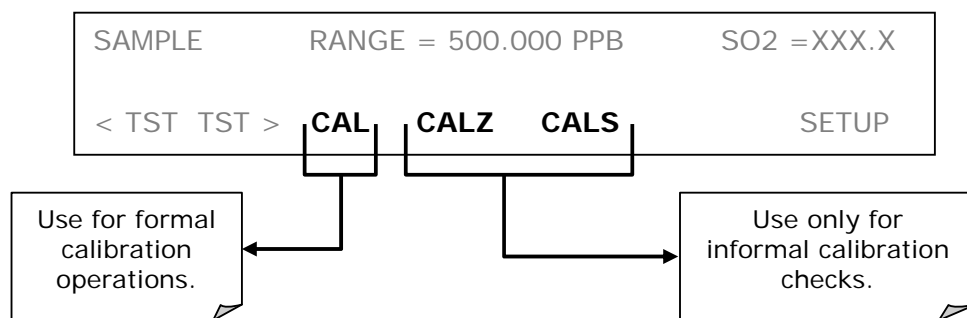 SAMPLE RANGE = 500.000 PPB SO2 =XXX.X
< TST TST > CAL CALZ CALS SETUP
Use for formal
calibration
operations.
Use only for
informal calibration
checks.